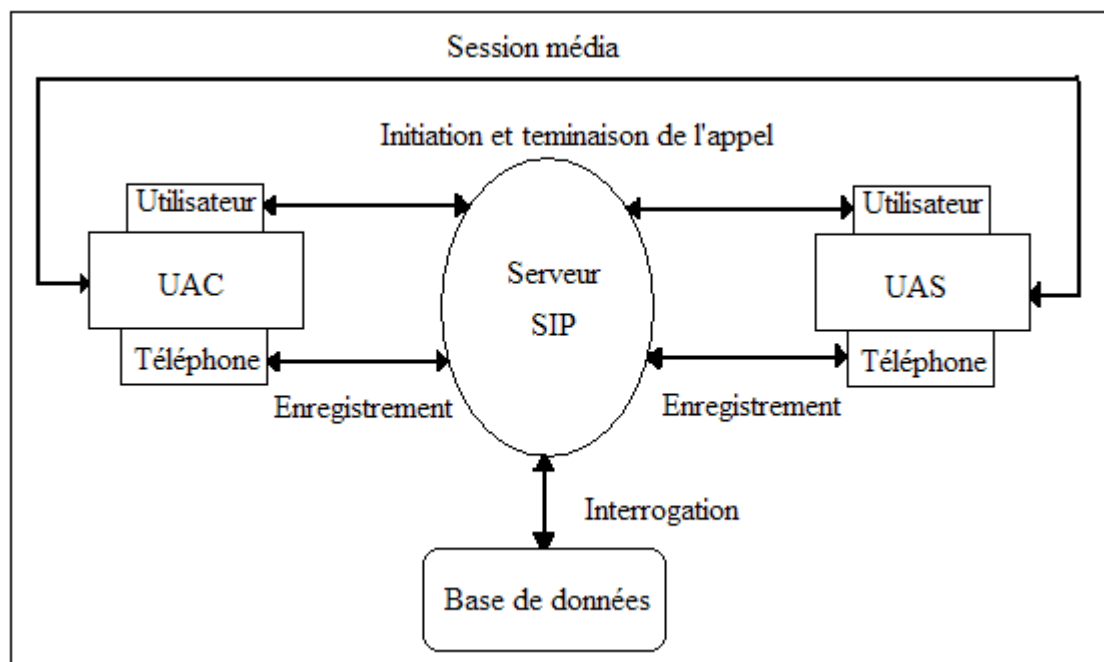 Session média
Initiation et teminaison de l'appel
Utilisateur
Utilisateur
UAC
Serveur
SIP
UAS
Téléphone
Téléphone
Enregistrement
Enregistrement
Interrogation
Base de données